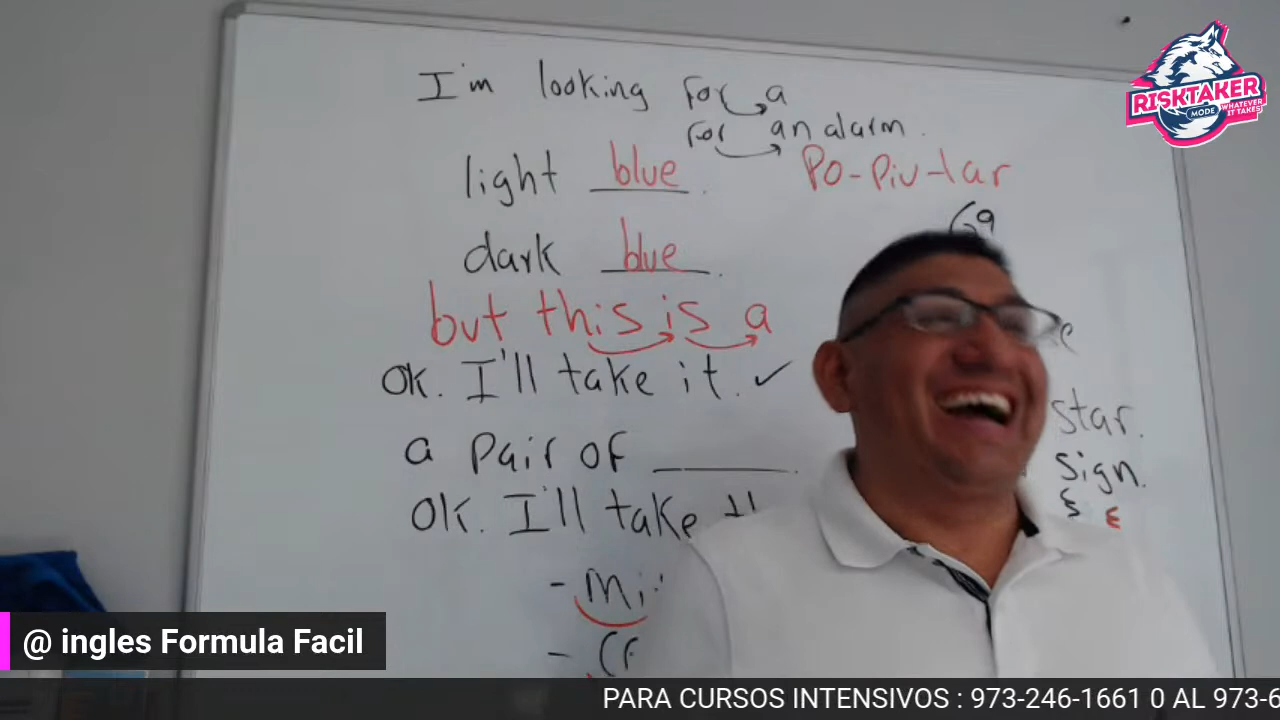 I'm looking for a
for an alarm.
light blue.
Po-piu-lar
69
dark blue.
but this is a
OK. I'll take it. ✓
star.
a pair of ______.
sign.
OK. I'll take
RISKTAKER
MODE WHATEVER IT TAKES
@ ingles Formula Facil
PARA CURSOS INTENSIVOS : 973-246-1661 0 AL 973-6